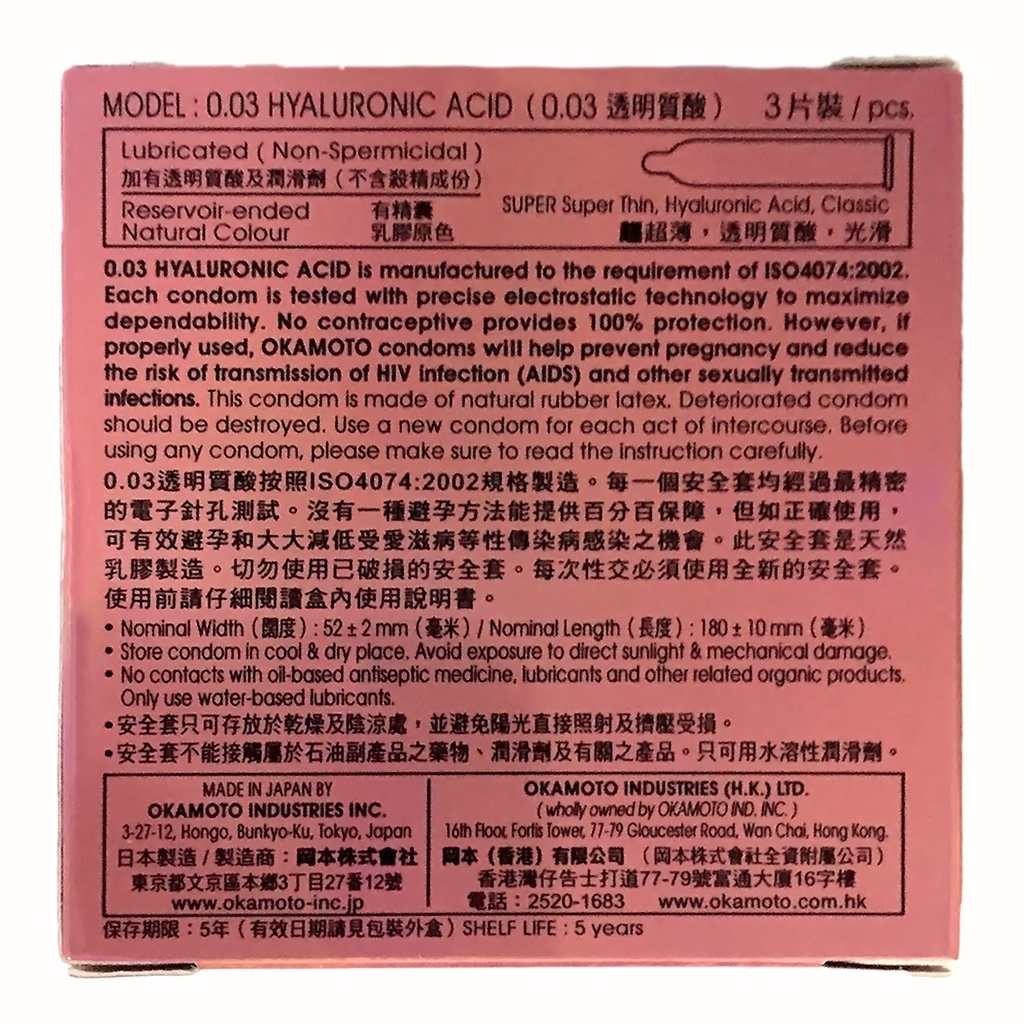 MODEL : 0.03 HYALURONIC ACID ( 0.03 透明質酸 ) 3片裝 / pcs.
Lubricated ( Non-Spermicidal )
加有透明質酸及潤滑劑 ( 不含殺精成份 )
Reservoir-ended 有精囊
Natural Colour 乳膠原色
SUPER Super Thin, Hyaluronic Acid, Classic
超薄，透明質酸，光滑
0.03 HYALURONIC ACID is manufactured to the requirement of ISO4074:2002.
Each condom is tested with precise electrostatic technology to maximize
dependability. No contraceptive provides 100% protection. However, if
properly used, OKAMOTO condoms will help prevent pregnancy and reduce
the risk of transmission of HIV infection (AIDS) and other sexually transmitted
infections. This condom is made of natural rubber latex. Deteriorated condom
should be destroyed. Use a new condom for each act of intercourse. Before
using any condom, please make sure to read the instruction carefully.
0.03透明質酸按照ISO4074:2002規格製造。每一個安全套均經過最精密
的電子針孔測試。沒有一種避孕方法能提供百分百保障，但如正確使用，
可有效避孕和大大減低受愛滋病等性傳染病感染之機會。此安全套是天然
乳膠製造。切勿使用已破損的安全套。每次性交必須使用全新的安全套。
使用前請仔細閱讀盒內使用說明書。
• Nominal Width ( 闊度 ) : 52 ± 2 mm ( 毫米 ) / Nominal Length ( 長度 ) : 180 ± 10 mm ( 毫米 )
• Store condom in cool & dry place. Avoid exposure to direct sunlight & mechanical damage.
• No contacts with oil-based antiseptic medicine, lubricants and other related organic products.
Only use water-based lubricants.
• 安全套只可存放於乾燥及陰涼處，並避免陽光直接照射及擠壓受損。
• 安全套不能接觸屬於石油副產品之藥物、潤滑劑及有關之產品。只可用水溶性潤滑劑。
MADE IN JAPAN BY
OKAMOTO INDUSTRIES INC.
3-27-12, Hongo, Bunkyo-Ku, Tokyo, Japan
日本製造 / 製造商：岡本株式會社
東京都文京區本鄉3丁目27番12號
www.okamoto-inc.jp
OKAMOTO INDUSTRIES (H.K.) LTD.
( wholly owned by OKAMOTO IND. INC. )
16th Floor, Fortis Tower, 77-79 Gloucester Road, Wan Chai, Hong Kong.
岡本（香港）有限公司 （岡本株式會社全資附屬公司）
香港灣仔告士打道77-79號富通大廈16字樓
電話：2520-1683 www.okamoto.com.hk
保存期限：5年 ( 有效日期請見包裝外盒 ) SHELF LIFE : 5 years